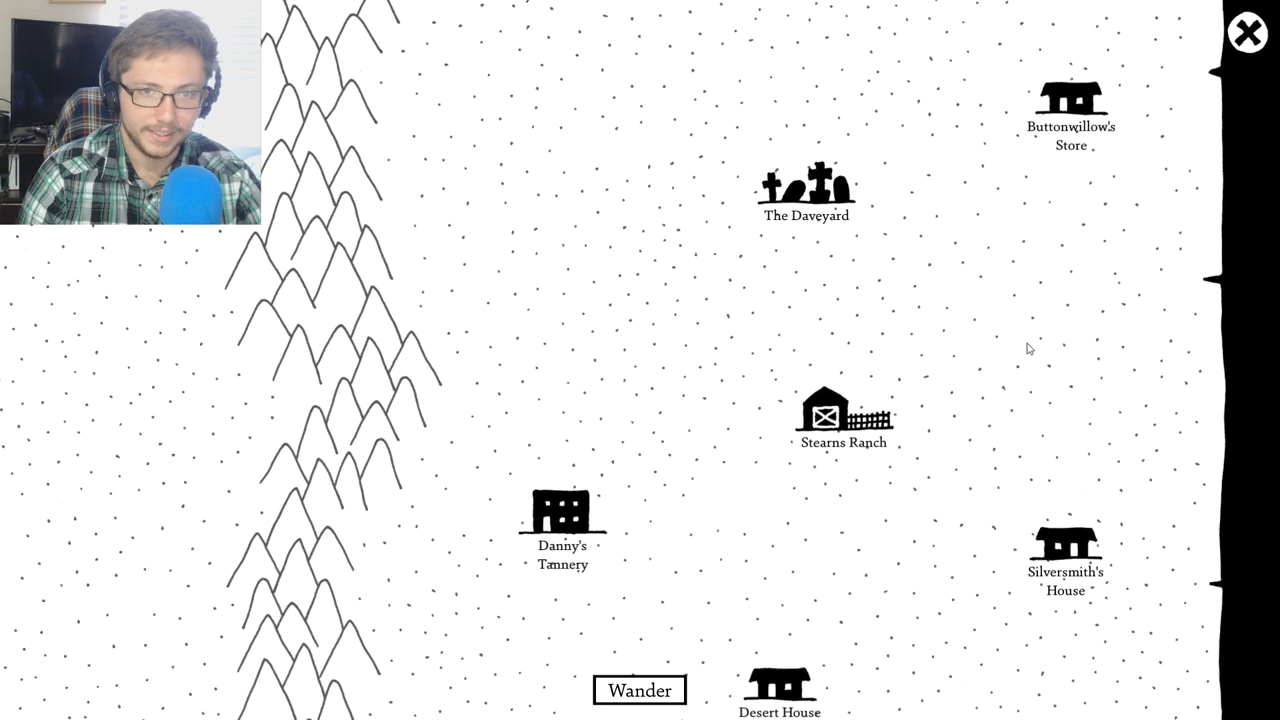 Buttonwillow's
Store
The Daveyard
Stearns Ranch
Danny's
Tannery
Silversmith's
House
Wander
Desert House